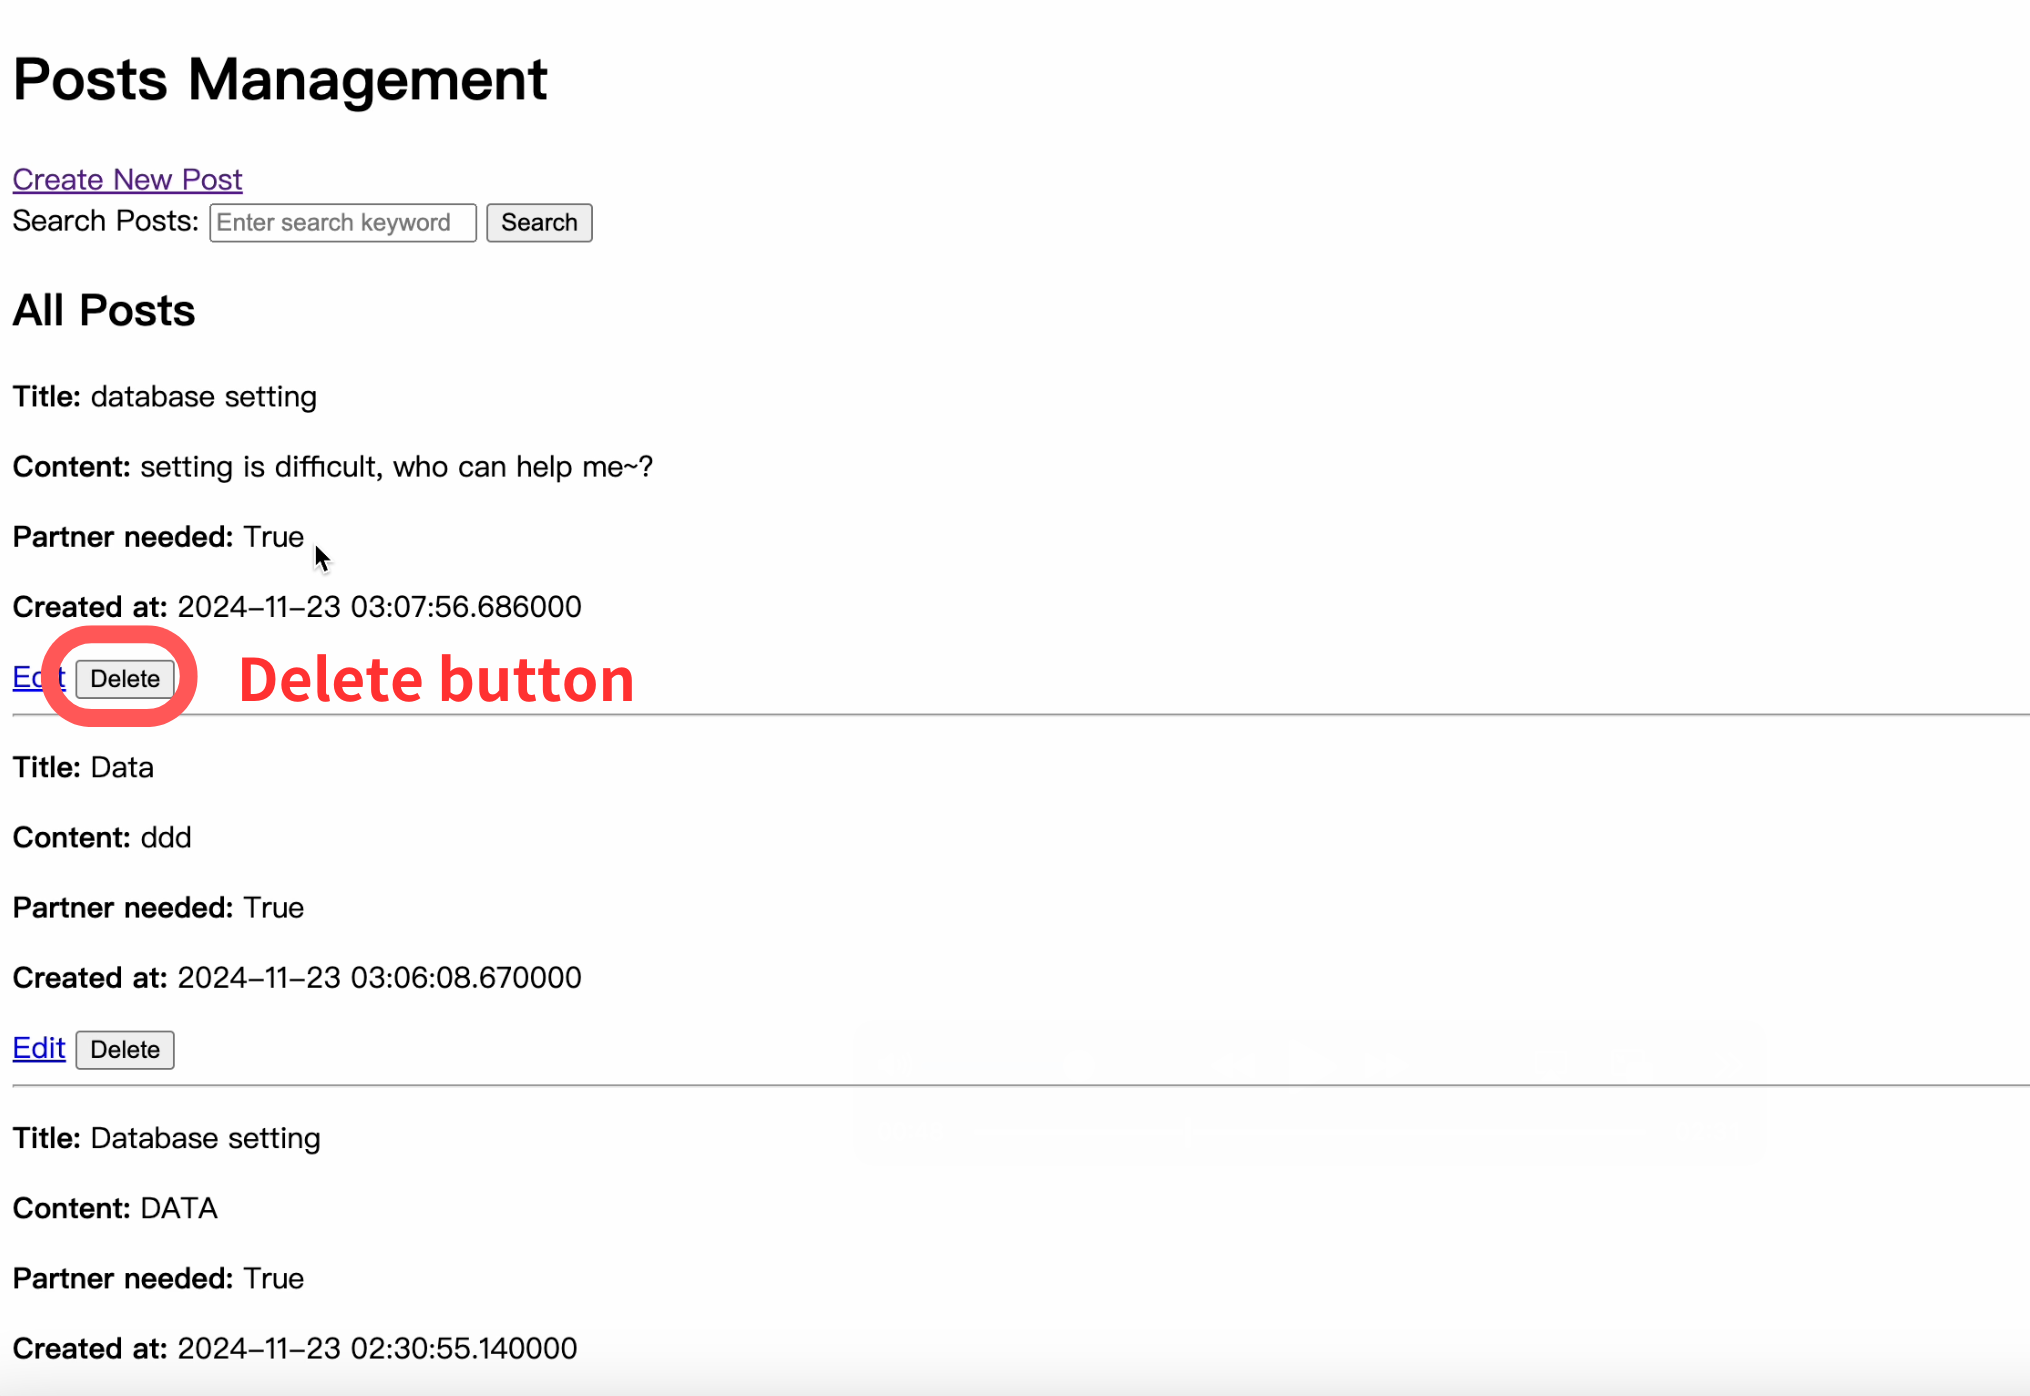 Posts Management
Create New Post
Search Posts: Enter search keyword Search
All Posts
Title: database setting
Content: setting is difficult, who can help me~?
Partner needed: True
Created at: 2024-11-23 03:07:56.686000
Edit Delete Delete button
Title: Data
Content: ddd
Partner needed: True
Created at: 2024-11-23 03:06:08.670000
Edit Delete
Title: Database setting
Content: DATA
Partner needed: True
Created at: 2024-11-23 02:30:55.140000